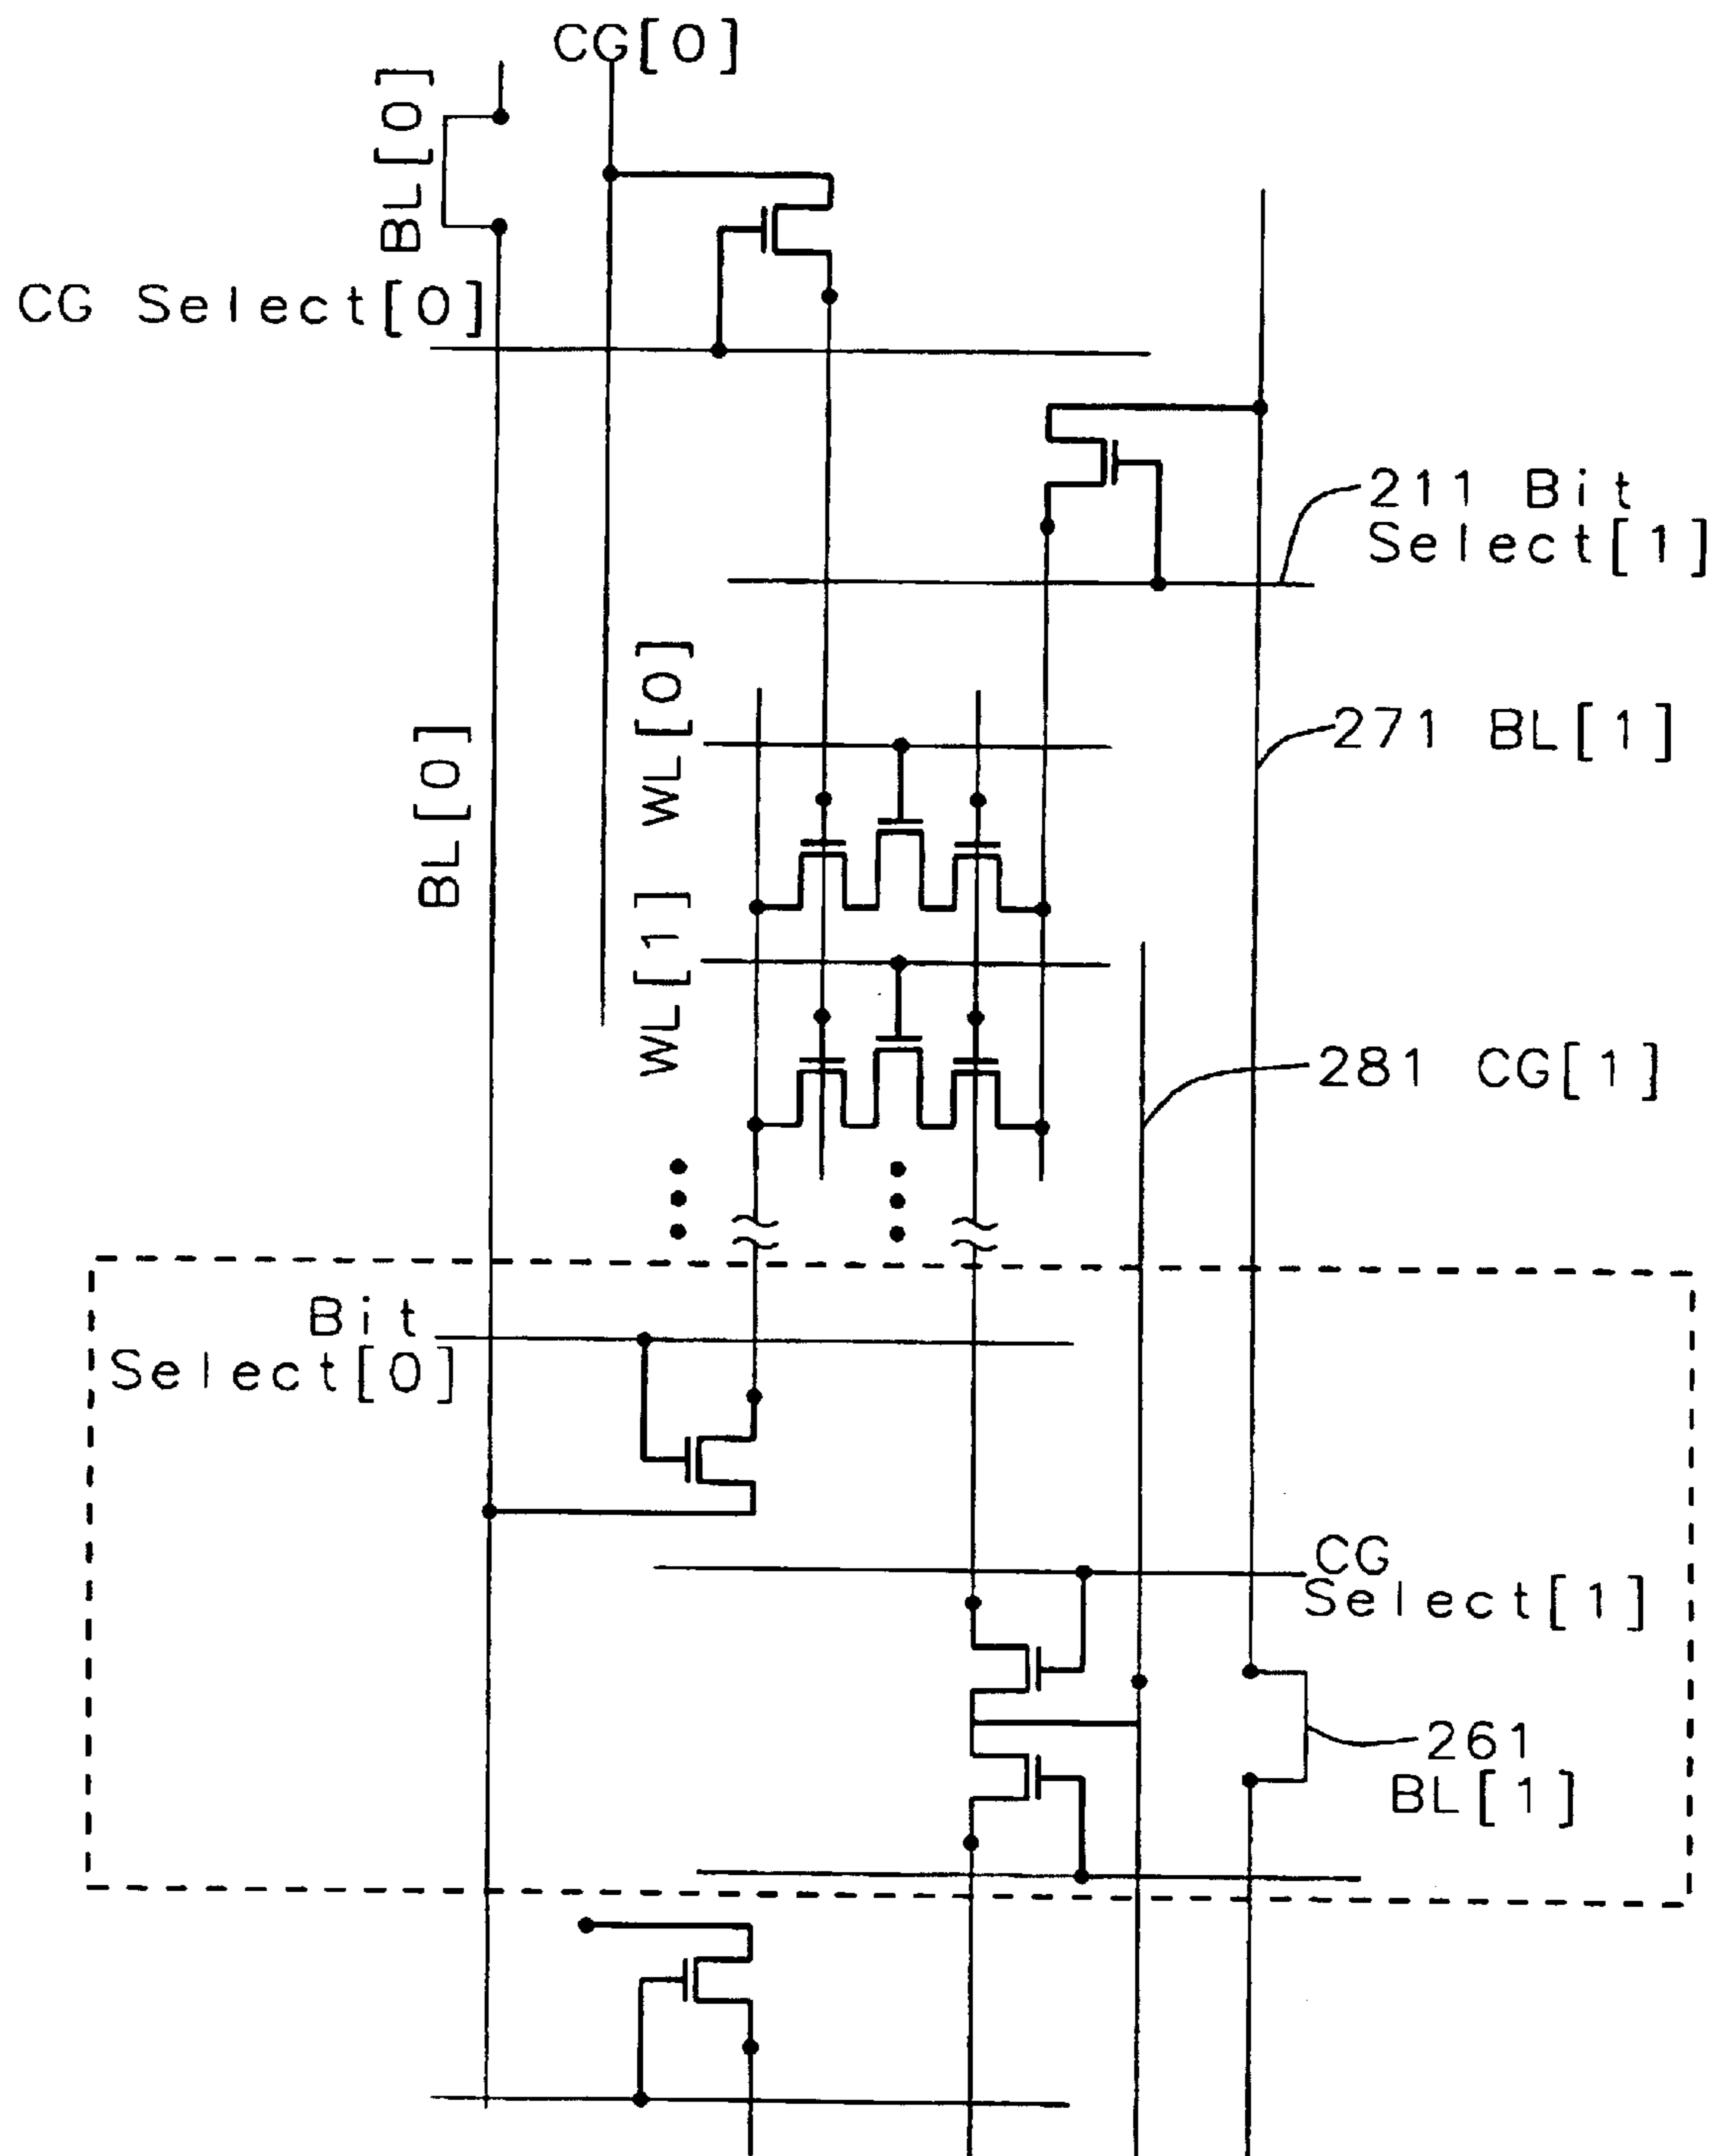 CG[0]
BL[0]
CG Select[0]
211 Bit
Select[1]
WL[0]
271 BL[1]
BL[0]
WL[1]
281 CG[1]
Bit
Select[0]
CG
Select[1]
261
BL[1]